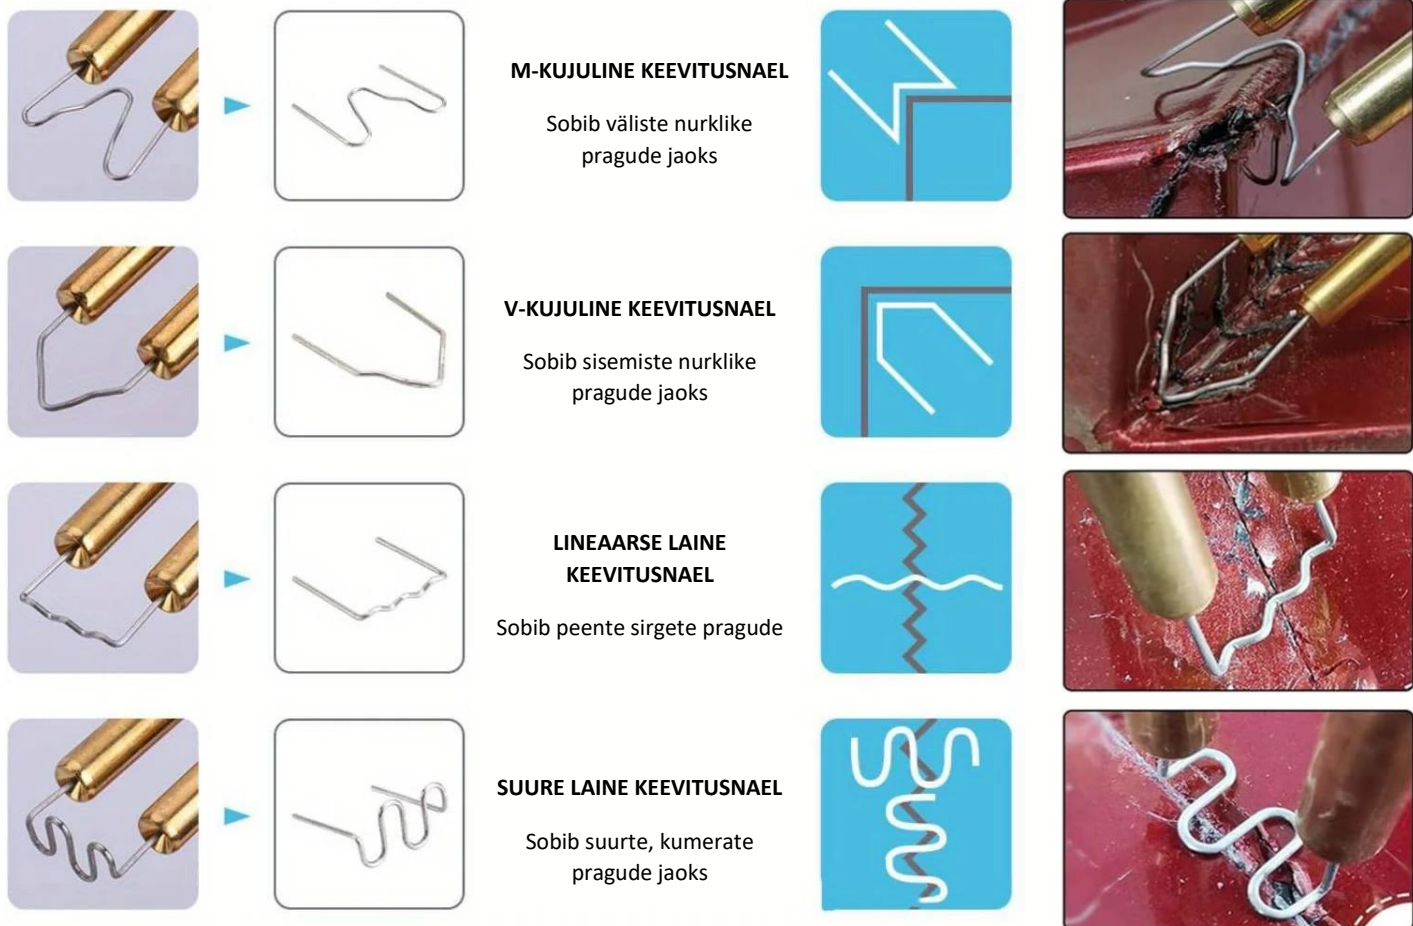 M-KUJULINE KEEVITUSNAEL
Sobib väliste nurklike
pragude jaoks
V-KUJULINE KEEVITUSNAEL
Sobib sisemiste nurklike
pragude jaoks
LINEAARSE LAINE
KEEVITUSNAEL
Sobib peente sirgete pragude
SUURE LAINE KEEVITUSNAEL
Sobib suurte, kumerate
pragude jaoks